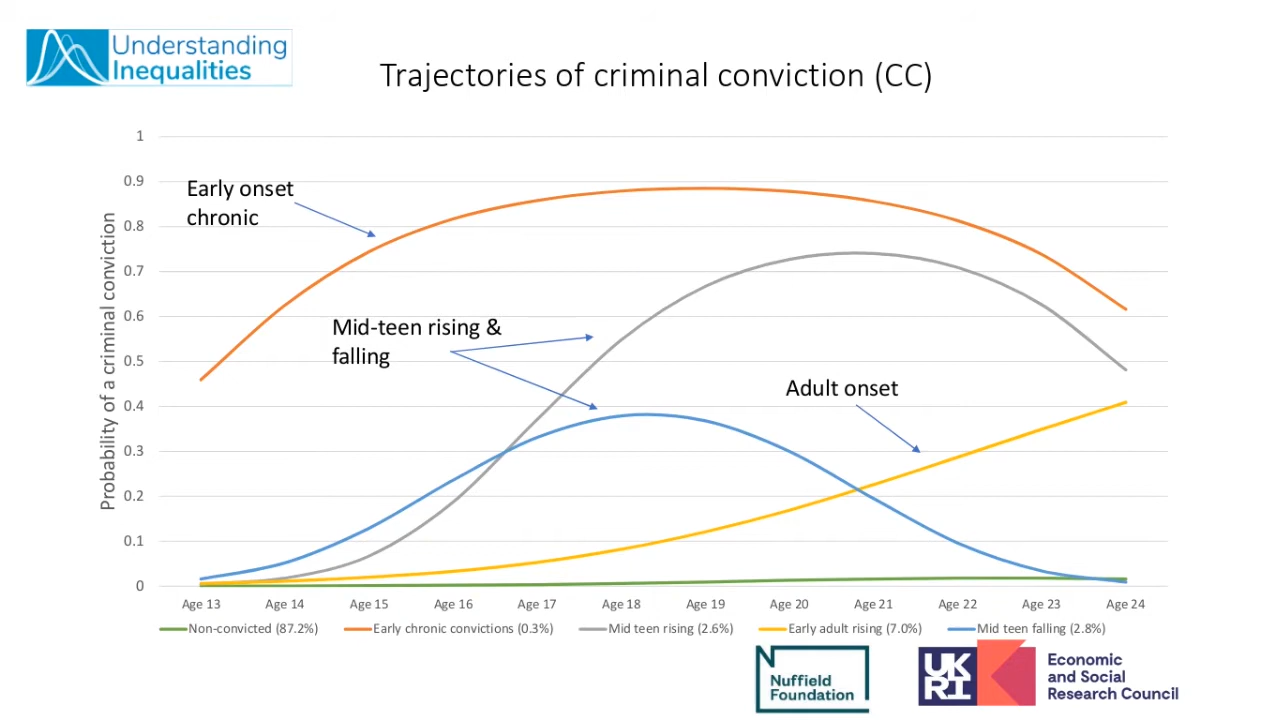 Understanding
Inequalities
Trajectories of criminal conviction (CC)
Probability of a criminal conviction
1
0.9
0.8
0.7
0.6
0.5
0.4
0.3
0.2
0.1
0
Early onset
chronic
Mid-teen rising &
falling
Adult onset
Age 13 Age 14 Age 15 Age 16 Age 17 Age 18 Age 19 Age 20 Age 21 Age 22 Age 23 Age 24
Non-convicted (87.2%) Early chronic convictions (0.3%) Mid teen rising (2.6%) Early adult rising (7.0%) Mid teen falling (2.8%)
Nuffield
Foundation
UK
RI
Economic
and Social
Research Council